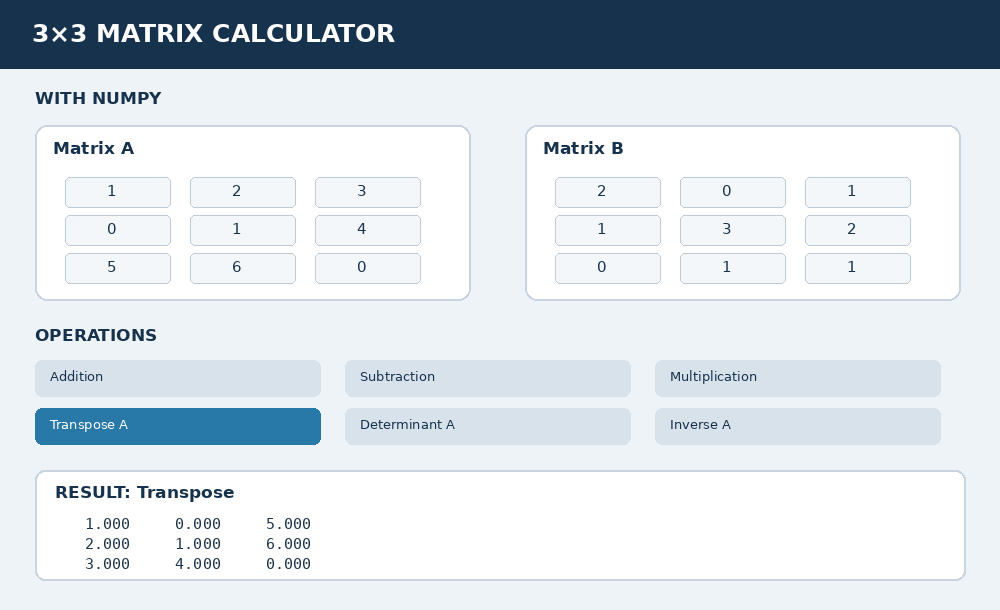 3×3 MATRIX CALCULATOR
WITH NUMPY
Matrix A
1 2 3
0 1 4
5 6 0
Matrix B
2 0 1
1 3 2
0 1 1
OPERATIONS
Addition Subtraction Multiplication
Transpose A Determinant A Inverse A
RESULT: Transpose
1.000 0.000 5.000
2.000 1.000 6.000
3.000 4.000 0.000